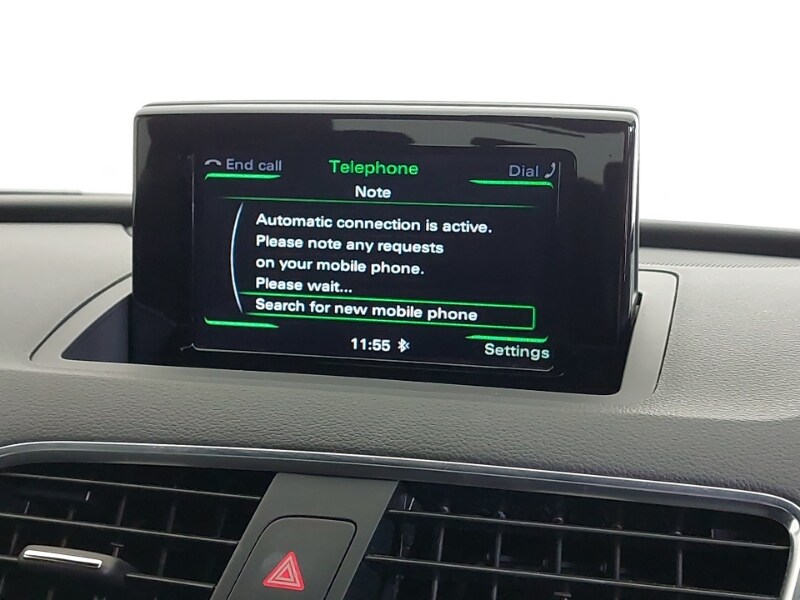 End call Telephone Dial
Note
Automatic connection is active.
Please note any requests
on your mobile phone.
Please wait...
Search for new mobile phone
11:55
Settings